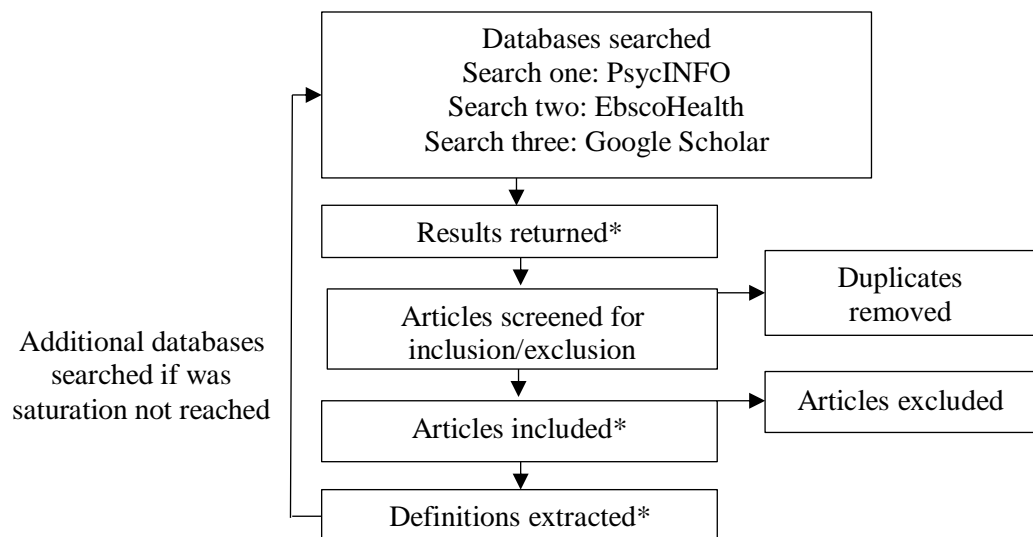 Databases searched
Search one: PsycINFO
Search two: EbscoHealth
Search three: Google Scholar
Results returned*
Duplicates
removed
Articles screened for
inclusion/exclusion
Additional databases
searched if was
saturation not reached
Articles excluded
Articles included*
Definitions extracted*